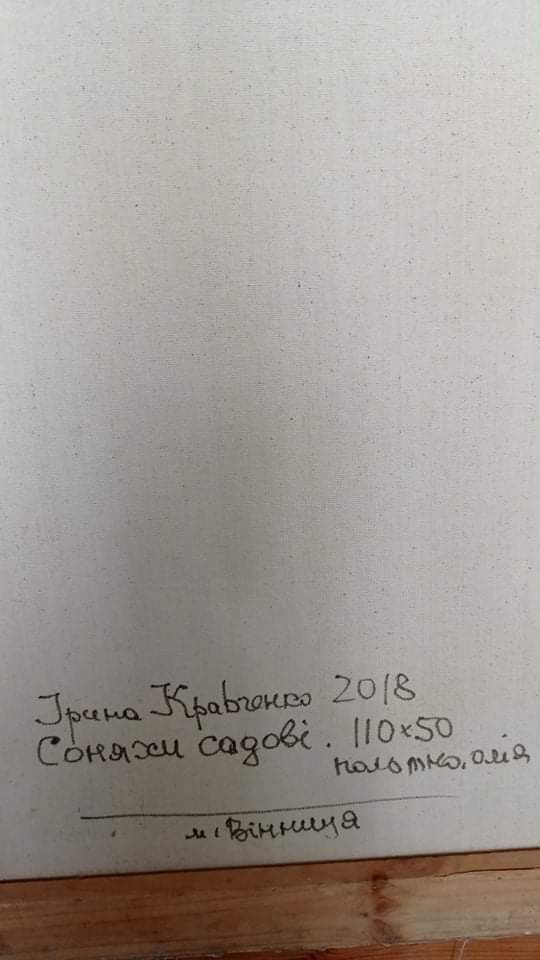 Ірина Кравченко 2018
Соняхи садові. 110×50
полотно, олія
м. Вінниця